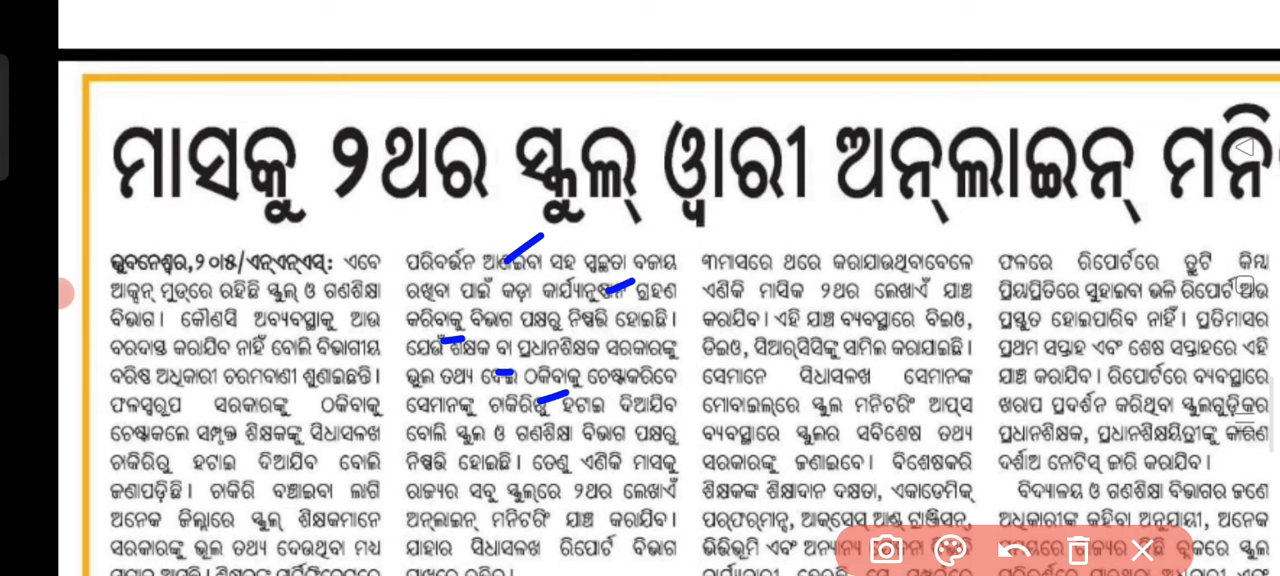 ମାସକୁ ୨ଥର ସ୍କୁଲ୍ ୱାରୀ ଅନ୍‌ଲାଇନ୍ ମନି
ଭୁବନେଶ୍ୱର,୨୦ା୫/ଏନ୍‌ଏନ୍‌ଏସ୍: ଏବେ
ଆକ୍ସନ୍ ମୁଡ୍‌ରେ ରହିଛି ସ୍କୁଲ୍ ଓ ଗଣଶିକ୍ଷା
ବିଭାଗ। କୌଣସି ଅବ୍ୟବସ୍ଥାକୁ ଆଉ
ବରଦାସ୍ତ କରାଯିବ ନାହିଁ ବୋଲି ବିଭାଗୀୟ
ବରିଷ୍ଠ ଅଧିକାରୀ ଚରମବାଣୀ ଶୁଣାଇଛନ୍ତି।
ଫଳସ୍ୱରୂପ ସରକାରଙ୍କୁ ଠକିବାକୁ
ଚେଷ୍ଟାକଲେ ସମ୍ପୃକ୍ତ ଶିକ୍ଷକଙ୍କୁ ସିଧାସଳଖ
ଚାକିରିରୁ ହଟାଇ ଦିଆଯିବ ବୋଲି
ଜଣାପଡ଼ିଛି। ଚାକିରି ବଞ୍ଚାଇବା ଲାଗି
ଅନେକ ଜିଲ୍ଲାରେ ସ୍କୁଲ୍ ଶିକ୍ଷକମାନେ
ସରକାରଙ୍କୁ ଭୁଲ ତଥ୍ୟ ଦେଉଥିବା ମଧ୍ୟ
ପରିବର୍ତ୍ତନ ଆଣିଇବା ସହ ସ୍ୱଚ୍ଛତା ବଜାୟ
ରଖିବା ପାଇଁ କଡ଼ା କାର୍ଯ୍ୟାନୁଷ୍ଠାନ ଗ୍ରହଣ
କରିବାକୁ ବିଭାଗ ପକ୍ଷରୁ ନିଷ୍ପତ୍ତି ହୋଇଛି।
ଯେଉଁ ଶିକ୍ଷକ ବା ପ୍ରଧାନଶିକ୍ଷକ ସରକାରଙ୍କୁ
ଭୁଲ ତଥ୍ୟ ଦେଇ ଠକିବାକୁ ଚେଷ୍ଟକରିବେ
ସେମାନଙ୍କୁ ଚାକିରିରୁ ହଟାଇ ଦିଆଯିବ
ବୋଲି ସ୍କୁଲ ଓ ଗଣଶିକ୍ଷା ବିଭାଗ ପକ୍ଷରୁ
ନିଷ୍ପତ୍ତି ହୋଇଛି। ତେଣୁ ଏଣିକି ମାସକୁ
ରାଜ୍ୟର ସବୁ ସ୍କୁଲ୍‌ରେ ୨ଥର ଲେଖାଏଁ
ଅନ୍‌ଲାଇନ୍ ମନିଟରିଂ ଯାଞ୍ଚ କରାଯିବ।
ଯାହାର ସିଧାସଳଖ ରିପୋର୍ଟ ବିଭାଗ
୩ମାସରେ ଥରେ କରାଯାଉଥିବାବେଳେ
ଏଣିକି ମାସିକ ୨ଥର ଲେଖାଏଁ ଯାଞ୍ଚ
କରାଯିବ। ଏହି ଯାଞ୍ଚ ବ୍ୟବସ୍ଥାରେ ବିଇଓ,
ଡିଇଓ, ସିଆର୍‌ସିସିଙ୍କୁ ସାମିଲ କରାଯାଇଛି।
ସେମାନେ ସିଧାସଳଖ ସେମାନଙ୍କ
ମୋବାଇଲ୍‌ରେ ସ୍କୁଲ ମନିଟରିଂ ଆପ୍‌ସ
ବ୍ୟବସ୍ଥାରେ ସ୍କୁଲର ସବିଶେଷ ତଥ୍ୟ
ସରକାରଙ୍କୁ ଜଣାଇବେ। ବିଶେଷକରି
ଶିକ୍ଷକଙ୍କ ଶିକ୍ଷାଦାନ ଦକ୍ଷତା, ଏକାଡେମିକ୍
ପର୍‌ଫର୍‌ମାନ୍ସ, ଆକ୍‌ସେସ୍ ଆଣ୍ଡ ଟ୍ରାଞ୍ଜିସନ୍,
ଭିତ୍ତିଭୂମି ଏବଂ ଅନ୍ୟାନ୍ୟ
ଫଳରେ ରିପୋର୍ଟରେ ତ୍ରୁଟି କିମ୍ବା
ପ୍ରିୟାପ୍ରିତିରେ ସୁହାଇବା ଭଳି ରିପୋର୍ଟ ଆଉ
ପ୍ରସ୍ତୁତ ହୋଇପାରିବ ନାହିଁ। ପ୍ରତିମାସର
ପ୍ରଥମ ସପ୍ତାହ ଏବଂ ଶେଷ ସପ୍ତାହରେ ଏହି
ଯାଞ୍ଚ କରାଯିବ। ରିପୋର୍ଟରେ ବ୍ୟବସ୍ଥାରେ
ଖରାପ ପ୍ରଦର୍ଶନ କରିଥିବା ସ୍କୁଲଗୁଡ଼ିକର
ପ୍ରଧାନଶିକ୍ଷକ, ପ୍ରଧାନଶିକ୍ଷୟିତ୍ରୀଙ୍କୁ କାରଣ
ଦର୍ଶାଅ ନୋଟିସ୍ ଜାରି କରାଯିବ।
ବିଦ୍ୟାଳୟ ଓ ଗଣଶିକ୍ଷା ବିଭାଗର ଜଣେ
ଅଧିକାରୀଙ୍କ କହିବା ଅନୁଯାୟୀ, ଅନେକ
ସ୍କୁଲ